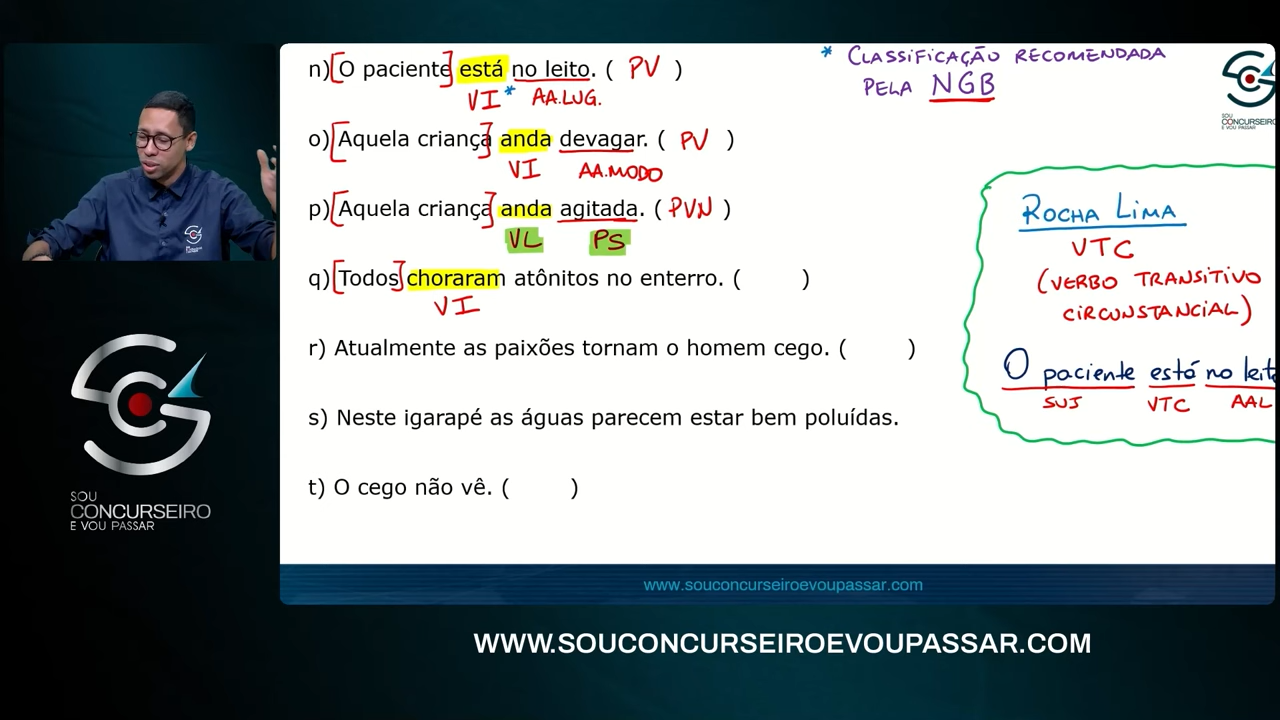 n) [O paciente] está no leito. ( PV )
VI * AA.LUG.
* CLASSIFICAÇÃO RECOMENDADA
PELA NGB
SOU
CONCURSEIRO
E VOU PASSAR
o) [Aquela criança] anda devagar. ( PV )
VI AA.MODO
p) [Aquela criança] anda agitada. ( PVN )
VL PS
q) [Todos] choraram atônitos no enterro. ( )
VI
r) Atualmente as paixões tornam o homem cego. ( )
s) Neste igarapé as águas parecem estar bem poluídas.
t) O cego não vê. ( )
ROCHA LIMA
VTC
(VERBO TRANSITIVO
CIRCUNSTANCIAL)
O paciente está no leito
SUJ VTC AAL
SOU
CONCURSEIRO
E VOU PASSAR
www.souconcurseiroevoupassar.com
WWW.SOUCONCURSEIROEVOUPASSAR.COM